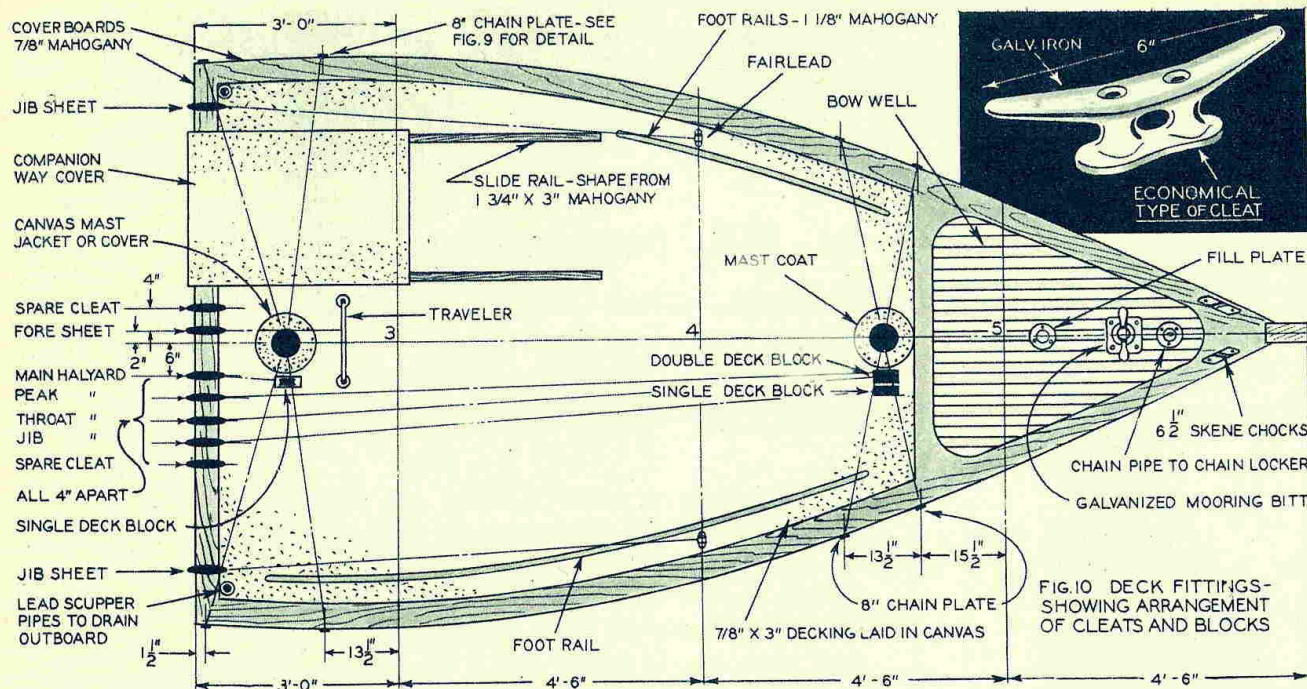 COVER BOARDS
7/8" MAHOGANY
3'-0"
8" CHAIN PLATE-SEE
FIG. 9 FOR DETAIL
FOOT RAILS-1 1/8" MAHOGANY
FAIRLEAD
BOW WELL
GALV. IRON
6"
ECONOMICAL
TYPE OF CLEAT
JIB SHEET
COMPANION
WAY COVER
SLIDE RAIL-SHAPE FROM
1 3/4" X 3" MAHOGANY
CANVAS MAST
JACKET OR COVER
MAST COAT
FILL PLATE
4"
SPARE CLEAT
FORE SHEET
2"
6"
TRAVELER
3
4
5
MAIN HALYARD
PEAK "
THROAT "
JIB "
SPARE CLEAT
ALL 4" APART
SINGLE DECK BLOCK
DOUBLE DECK BLOCK
SINGLE DECK BLOCK
6 1/2" SKENE CHOCKS
CHAIN PIPE TO CHAIN LOCKER
GALVANIZED MOORING BITT
JIB SHEET
LEAD SCUPPER
PIPES TO DRAIN
OUTBOARD
1 1/2"
13 1/2"
FOOT RAIL
7/8" X 3" DECKING LAID IN CANVAS
8" CHAIN PLATE
13 1/2"
15 1/2"
FIG. 10 DECK FITTINGS-
SHOWING ARRANGEMENT
OF CLEATS AND BLOCKS
3'-0"
4'-6"
4'-6"
4'-6"